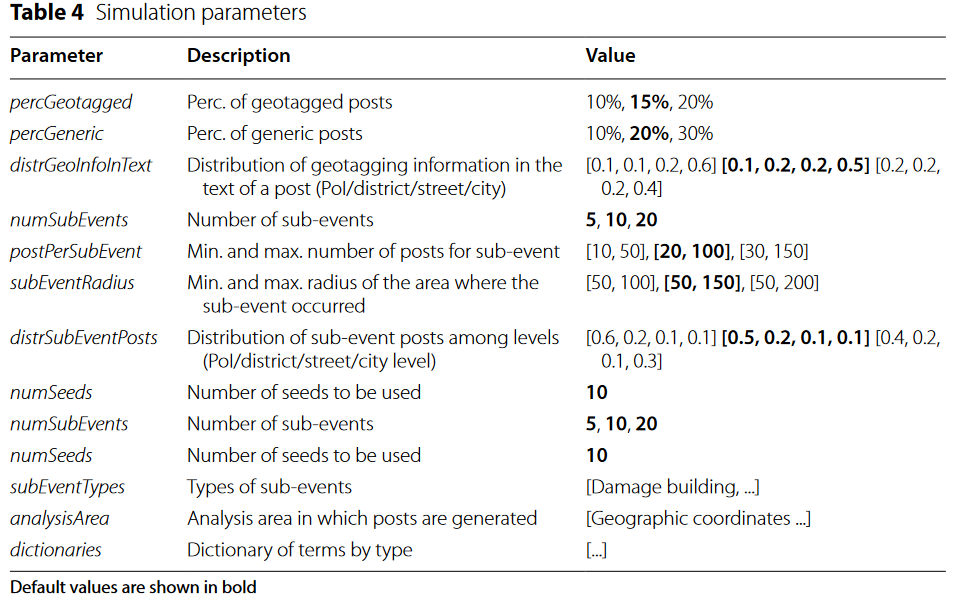 Table 4 Simulation parameters
Parameter Description Value
percGeotagged Perc. of geotagged posts 10%, 15%, 20%
percGeneric Perc. of generic posts 10%, 20%, 30%
distrGeoInfoInText Distribution of geotagging information in the [0.1, 0.1, 0.2, 0.6] [0.1, 0.2, 0.2, 0.5] [0.2, 0.2,
text of a post (PoI/district/street/city) 0.2, 0.4]
numSubEvents Number of sub-events 5, 10, 20
postPerSubEvent Min. and max. number of posts for sub-event [10, 50], [20, 100], [30, 150]
subEventRadius Min. and max. radius of the area where the [50, 100], [50, 150], [50, 200]
sub-event occurred
distrSubEventPosts Distribution of sub-event posts among levels [0.6, 0.2, 0.1, 0.1] [0.5, 0.2, 0.1, 0.1] [0.4, 0.2,
(PoI/district/street/city level) 0.1, 0.3]
numSeeds Number of seeds to be used 10
numSubEvents Number of sub-events 5, 10, 20
numSeeds Number of seeds to be used 10
subEventTypes Types of sub-events [Damage building, ...]
analysisArea Analysis area in which posts are generated [Geographic coordinates ...]
dictionaries Dictionary of terms by type [...]
Default values are shown in bold